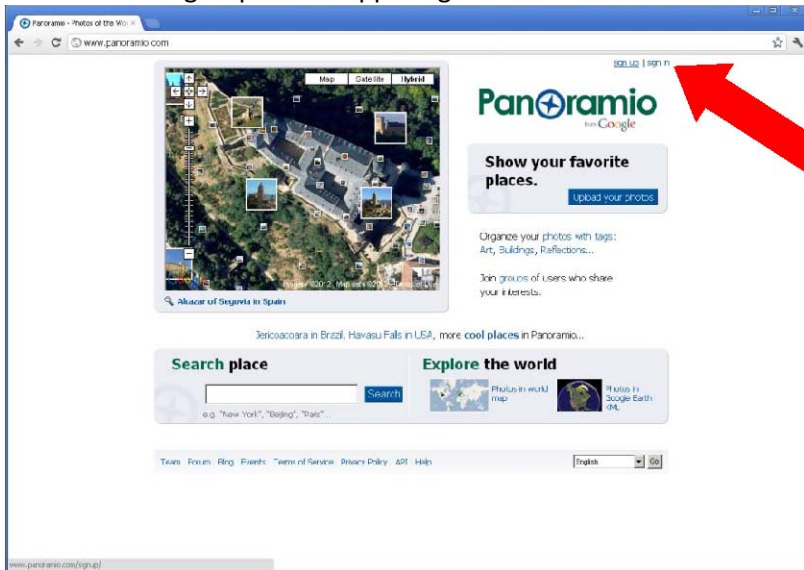 Panoramio - Photos of the Wor
www.panoramio.com
sign up | sign in
Map Satellite Hybrid
Panoramio
from Google
Show your favorite
places.
Upload your photos
Organize your photos with tags:
Art, Buildings, Reflections...
Join groups of users who share
your interests.
Alcazar of Segovia in Spain
Jericoacoara in Brazil, Havasu Falls in USA, more cool places in Panoramio...
Search place
Explore the world
Search
Photos in world
map
Photos in
Google Earth
KML
e.g. "New York", "Beijing", "Paris"...
Team Forum Blog Events Terms of Service Privacy Policy API Help
English
Go
www.panoramio.com/signup/